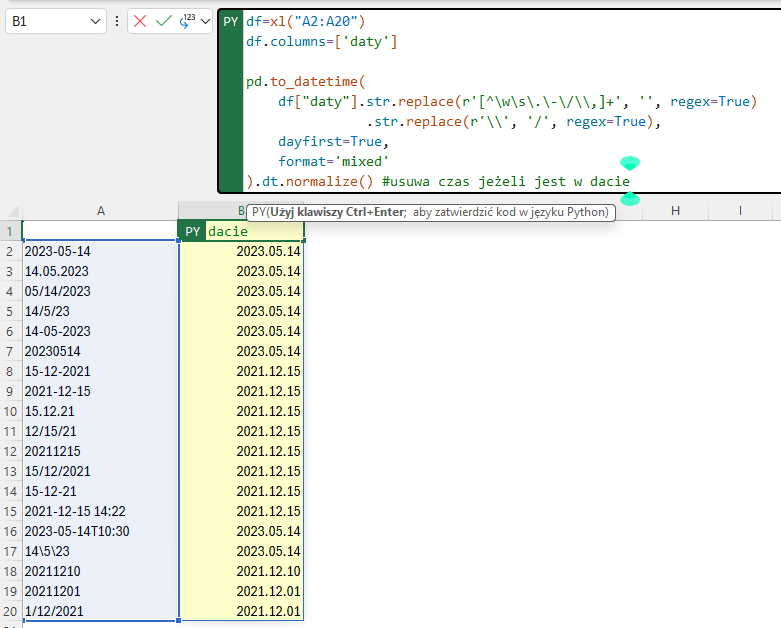 B1
123
PY df=xl("A2:A20")
df.columns=['daty']
pd.to_datetime(
df["daty"].str.replace(r'[^\w\s\.\-\/\\,]+', '', regex=True)
.str.replace(r'\\', '/', regex=True),
dayfirst=True,
format='mixed'
).dt.normalize() #usuwa czas jeżeli jest w dacie
PY(Użyj klawiszy Ctrl+Enter; aby zatwierdzić kod w języku Python)
A B H I
1 PY dacie
2 2023-05-14 2023.05.14
3 14.05.2023 2023.05.14
4 05/14/2023 2023.05.14
5 14/5/23 2023.05.14
6 14-05-2023 2023.05.14
7 20230514 2023.05.14
8 15-12-2021 2021.12.15
9 2021-12-15 2021.12.15
10 15.12.21 2021.12.15
11 12/15/21 2021.12.15
12 20211215 2021.12.15
13 15/12/2021 2021.12.15
14 15-12-21 2021.12.15
15 2021-12-15 14:22 2021.12.15
16 2023-05-14T10:30 2023.05.14
17 14\5\23 2023.05.14
18 20211210 2021.12.10
19 20211201 2021.12.01
20 1/12/2021 2021.12.01